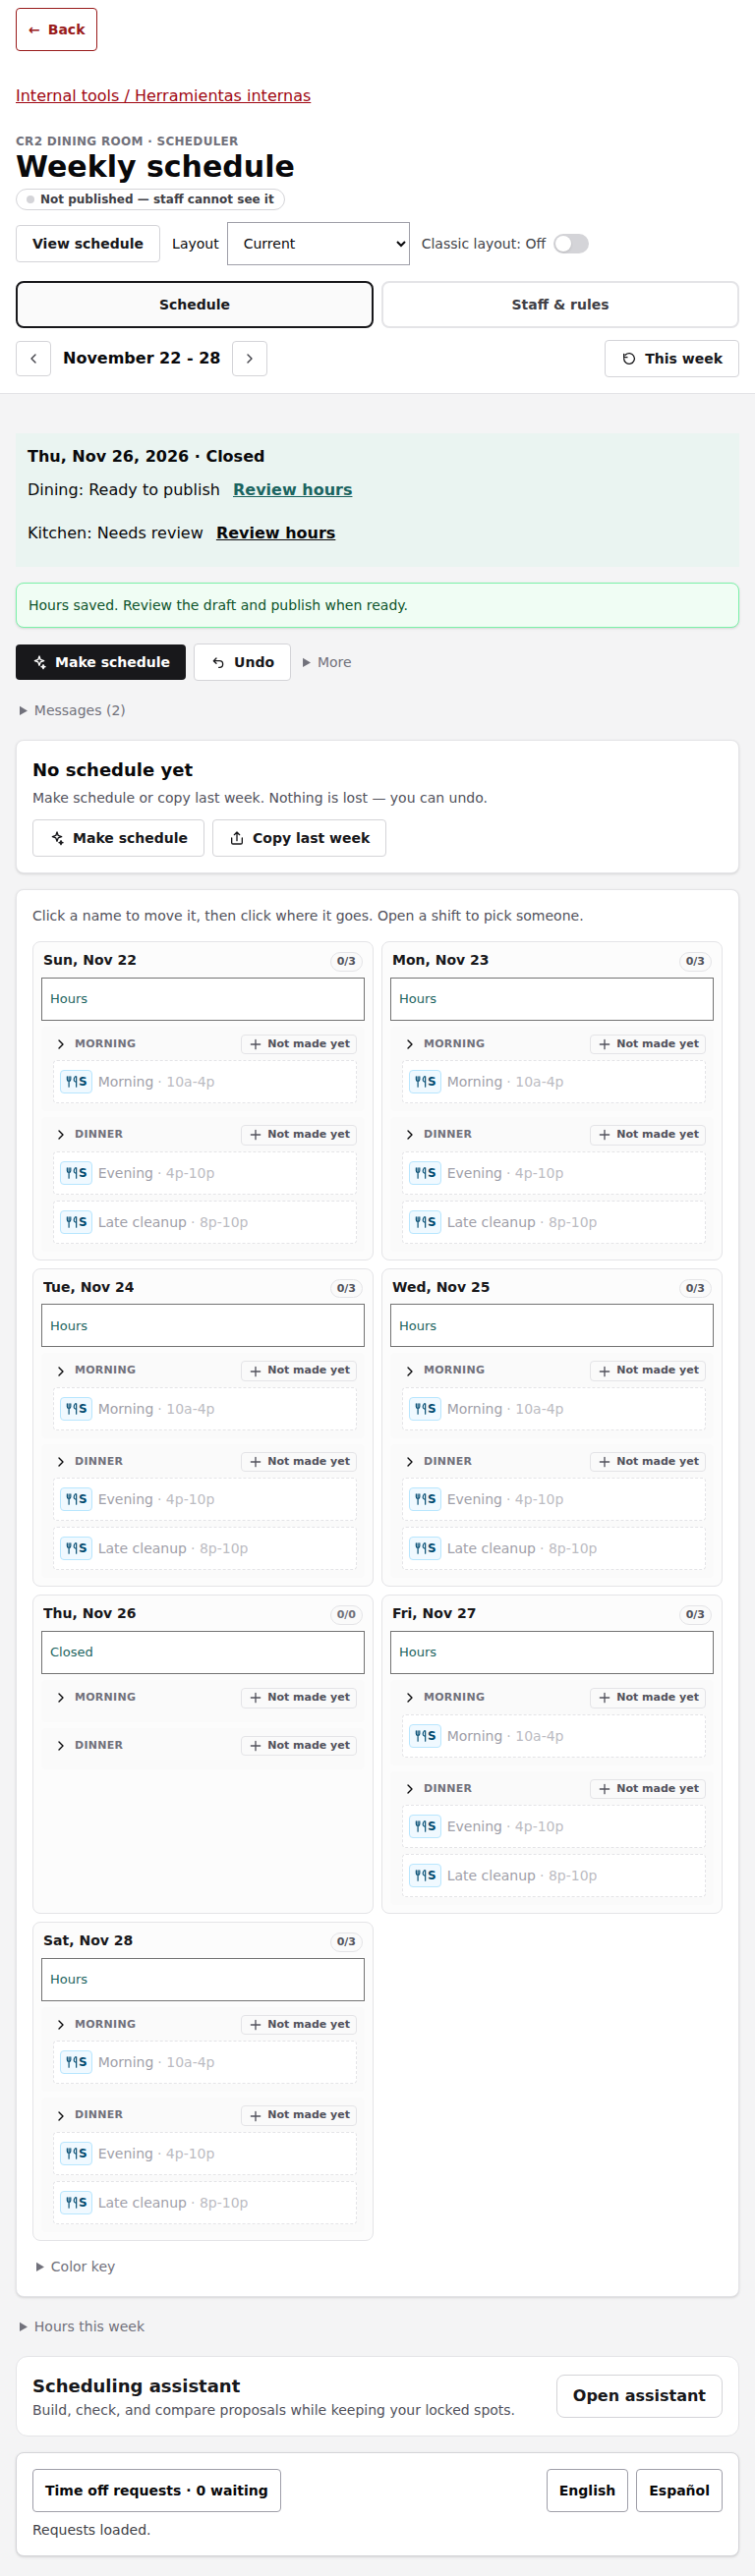 ← Back
Internal tools / Herramientas internas
CR2 DINING ROOM · SCHEDULER
Weekly schedule
Not published — staff cannot see it
View schedule Layout Current Classic layout: Off
Schedule Staff & rules
November 22 - 28 This week
Thu, Nov 26, 2026 · Closed
Dining: Ready to publish Review hours
Kitchen: Needs review Review hours
Hours saved. Review the draft and publish when ready.
Make schedule Undo More
Messages (2)
No schedule yet
Make schedule or copy last week. Nothing is lost — you can undo.
Make schedule Copy last week
Click a name to move it, then click where it goes. Open a shift to pick someone.
Sun, Nov 22 0/3
Hours
MORNING Not made yet
S Morning · 10a-4p
DINNER Not made yet
S Evening · 4p-10p
S Late cleanup · 8p-10p
Mon, Nov 23 0/3
Hours
MORNING Not made yet
S Morning · 10a-4p
DINNER Not made yet
S Evening · 4p-10p
S Late cleanup · 8p-10p
Tue, Nov 24 0/3
Hours
MORNING Not made yet
S Morning · 10a-4p
DINNER Not made yet
S Evening · 4p-10p
S Late cleanup · 8p-10p
Wed, Nov 25 0/3
Hours
MORNING Not made yet
S Morning · 10a-4p
DINNER Not made yet
S Evening · 4p-10p
S Late cleanup · 8p-10p
Thu, Nov 26 0/0
Closed
MORNING Not made yet
DINNER Not made yet
Fri, Nov 27 0/3
Hours
MORNING Not made yet
S Morning · 10a-4p
DINNER Not made yet
S Evening · 4p-10p
S Late cleanup · 8p-10p
Sat, Nov 28 0/3
Hours
MORNING Not made yet
S Morning · 10a-4p
DINNER Not made yet
S Evening · 4p-10p
S Late cleanup · 8p-10p
Color key
Hours this week
Scheduling assistant
Build, check, and compare proposals while keeping your locked spots.
Open assistant
Time off requests · 0 waiting English Español
Requests loaded.